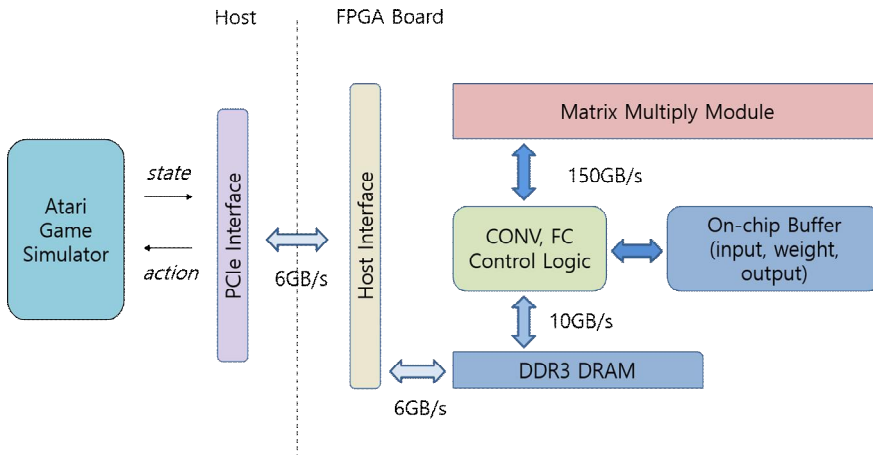 Host
FPGA Board
Atari
Game
Simulator
state
action
PCIe Interface
6GB/s
Host Interface
Matrix Multiply Module
150GB/s
CONV, FC
Control Logic
On-chip Buffer
(input, weight,
output)
10GB/s
DDR3 DRAM
6GB/s